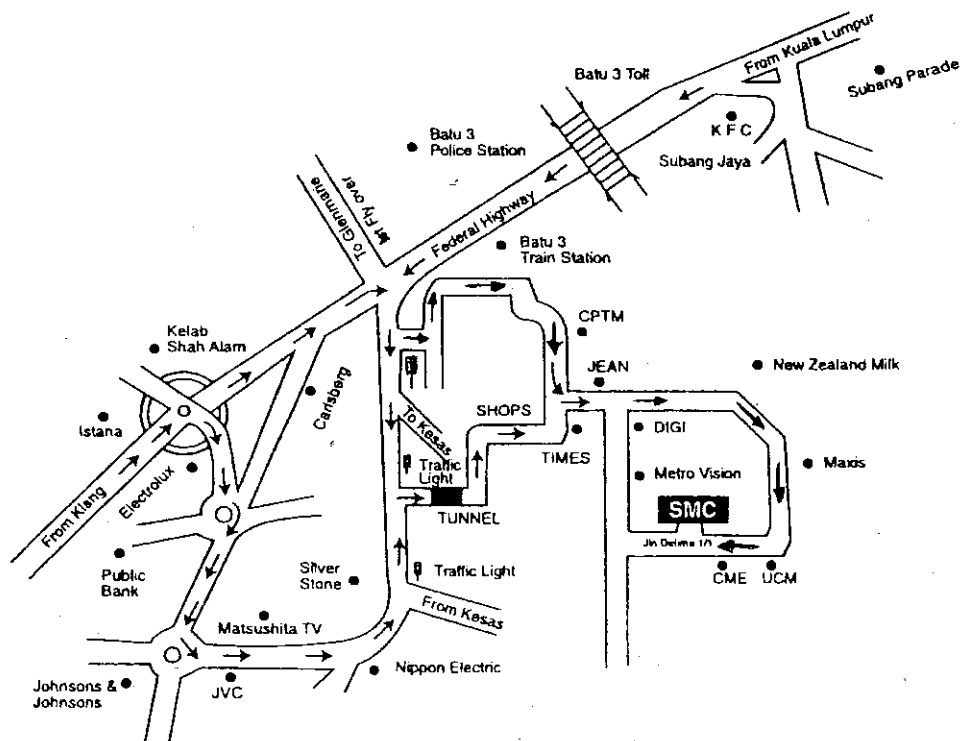 From Kuala Lumpur
Subang Parade
Batu 3 Toll
K F C
Subang Jaya
Batu 3
Police Station
To Glenmarie
Fly over
Federal Highway
Batu 3
Train Station
CPTM
JEAN
New Zealand Milk
Kelab
Shah Alam
Carlsberg
Istana
SHOPS
To Kesas
DIGI
TIMES
Traffic
Light
Metro Vision
Maxis
Electrolux
From Klang
SMC
TUNNEL
Jln Delima 1/1
Public
Bank
Silver
Stone
Traffic Light
CME
UCM
From Kesas
Matsushita TV
Nippon Electric
Johnsons &
Johnsons
JVC